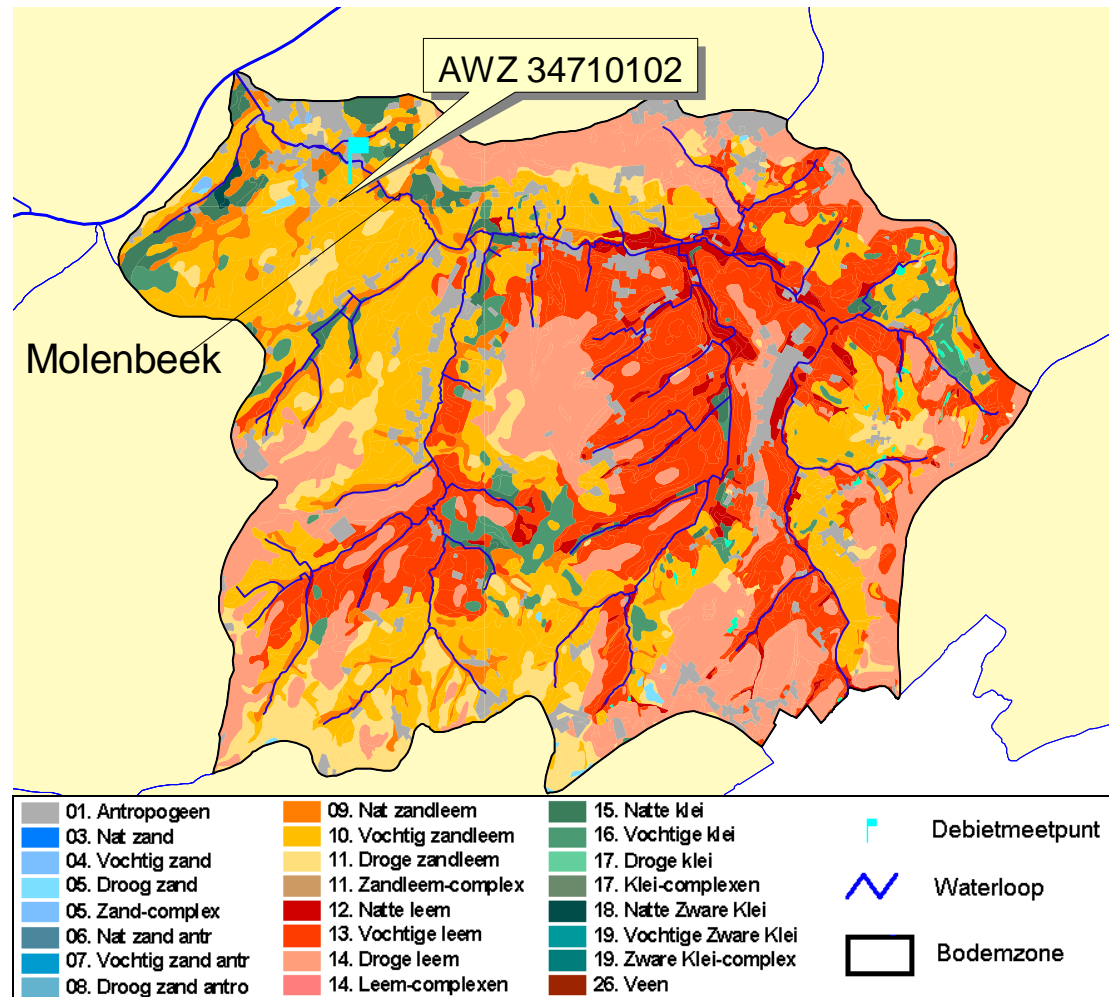 AWZ 34710102
Molenbeek
01. Antropogeen
03. Nat zand
04. Vochtig zand
05. Droog zand
05. Zand-complex
06. Nat zand antr
07. Vochtig zand antr
08. Droog zand antro
09. Nat zandleem
10. Vochtig zandleem
11. Droge zandleem
11. Zandleem-complex
12. Natte leem
13. Vochtige leem
14. Droge leem
14. Leem-complexen
15. Natte klei
16. Vochtige klei
17. Droge klei
17. Klei-complexen
18. Natte Zware Klei
19. Vochtige Zware Klei
19. Zware Klei-complex
26. Veen
Debietmeetpunt
Waterloop
Bodemzone